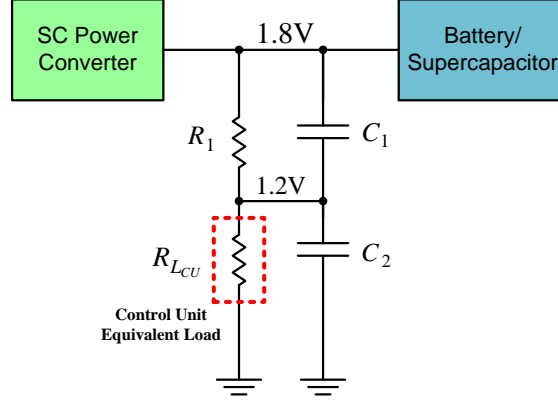 SC Power
Converter
1.8V
Battery/
Supercapacitor
R1
C1
1.2V
RLCU
C2
Control Unit
Equivalent Load